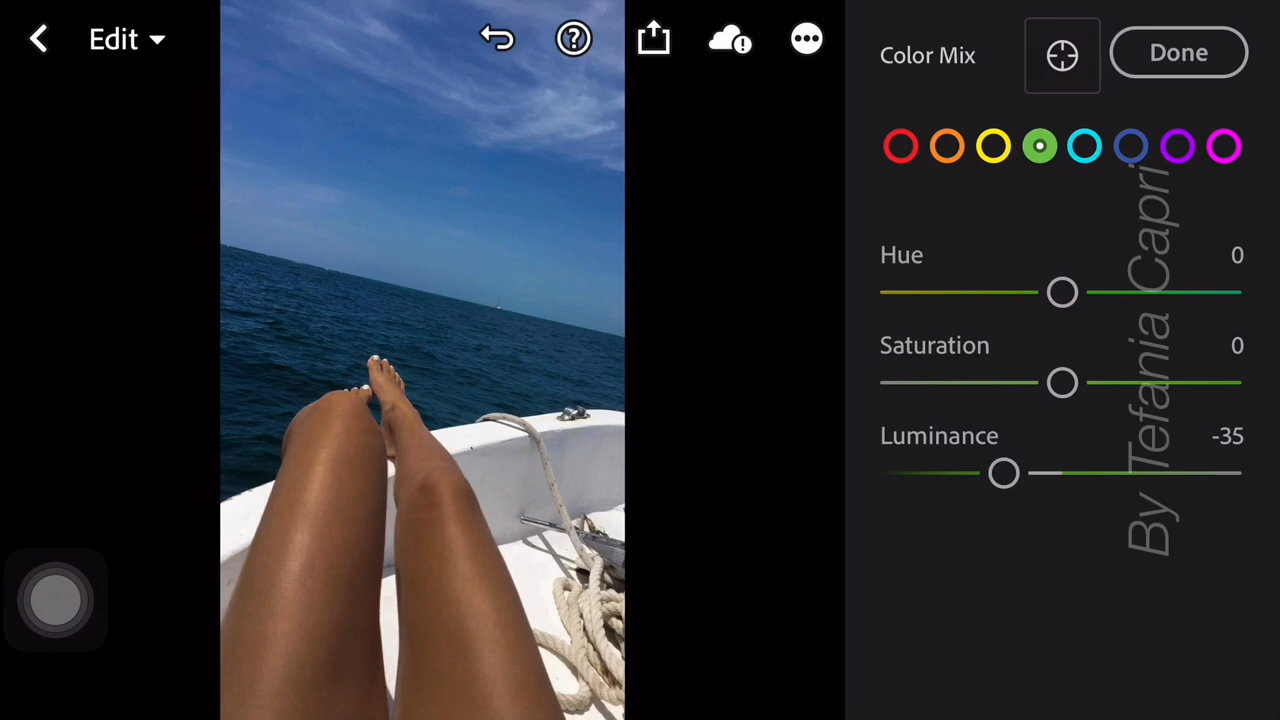 Edit
Color Mix
Done
Hue 0
Saturation 0
Luminance -35
By Tefania Capri